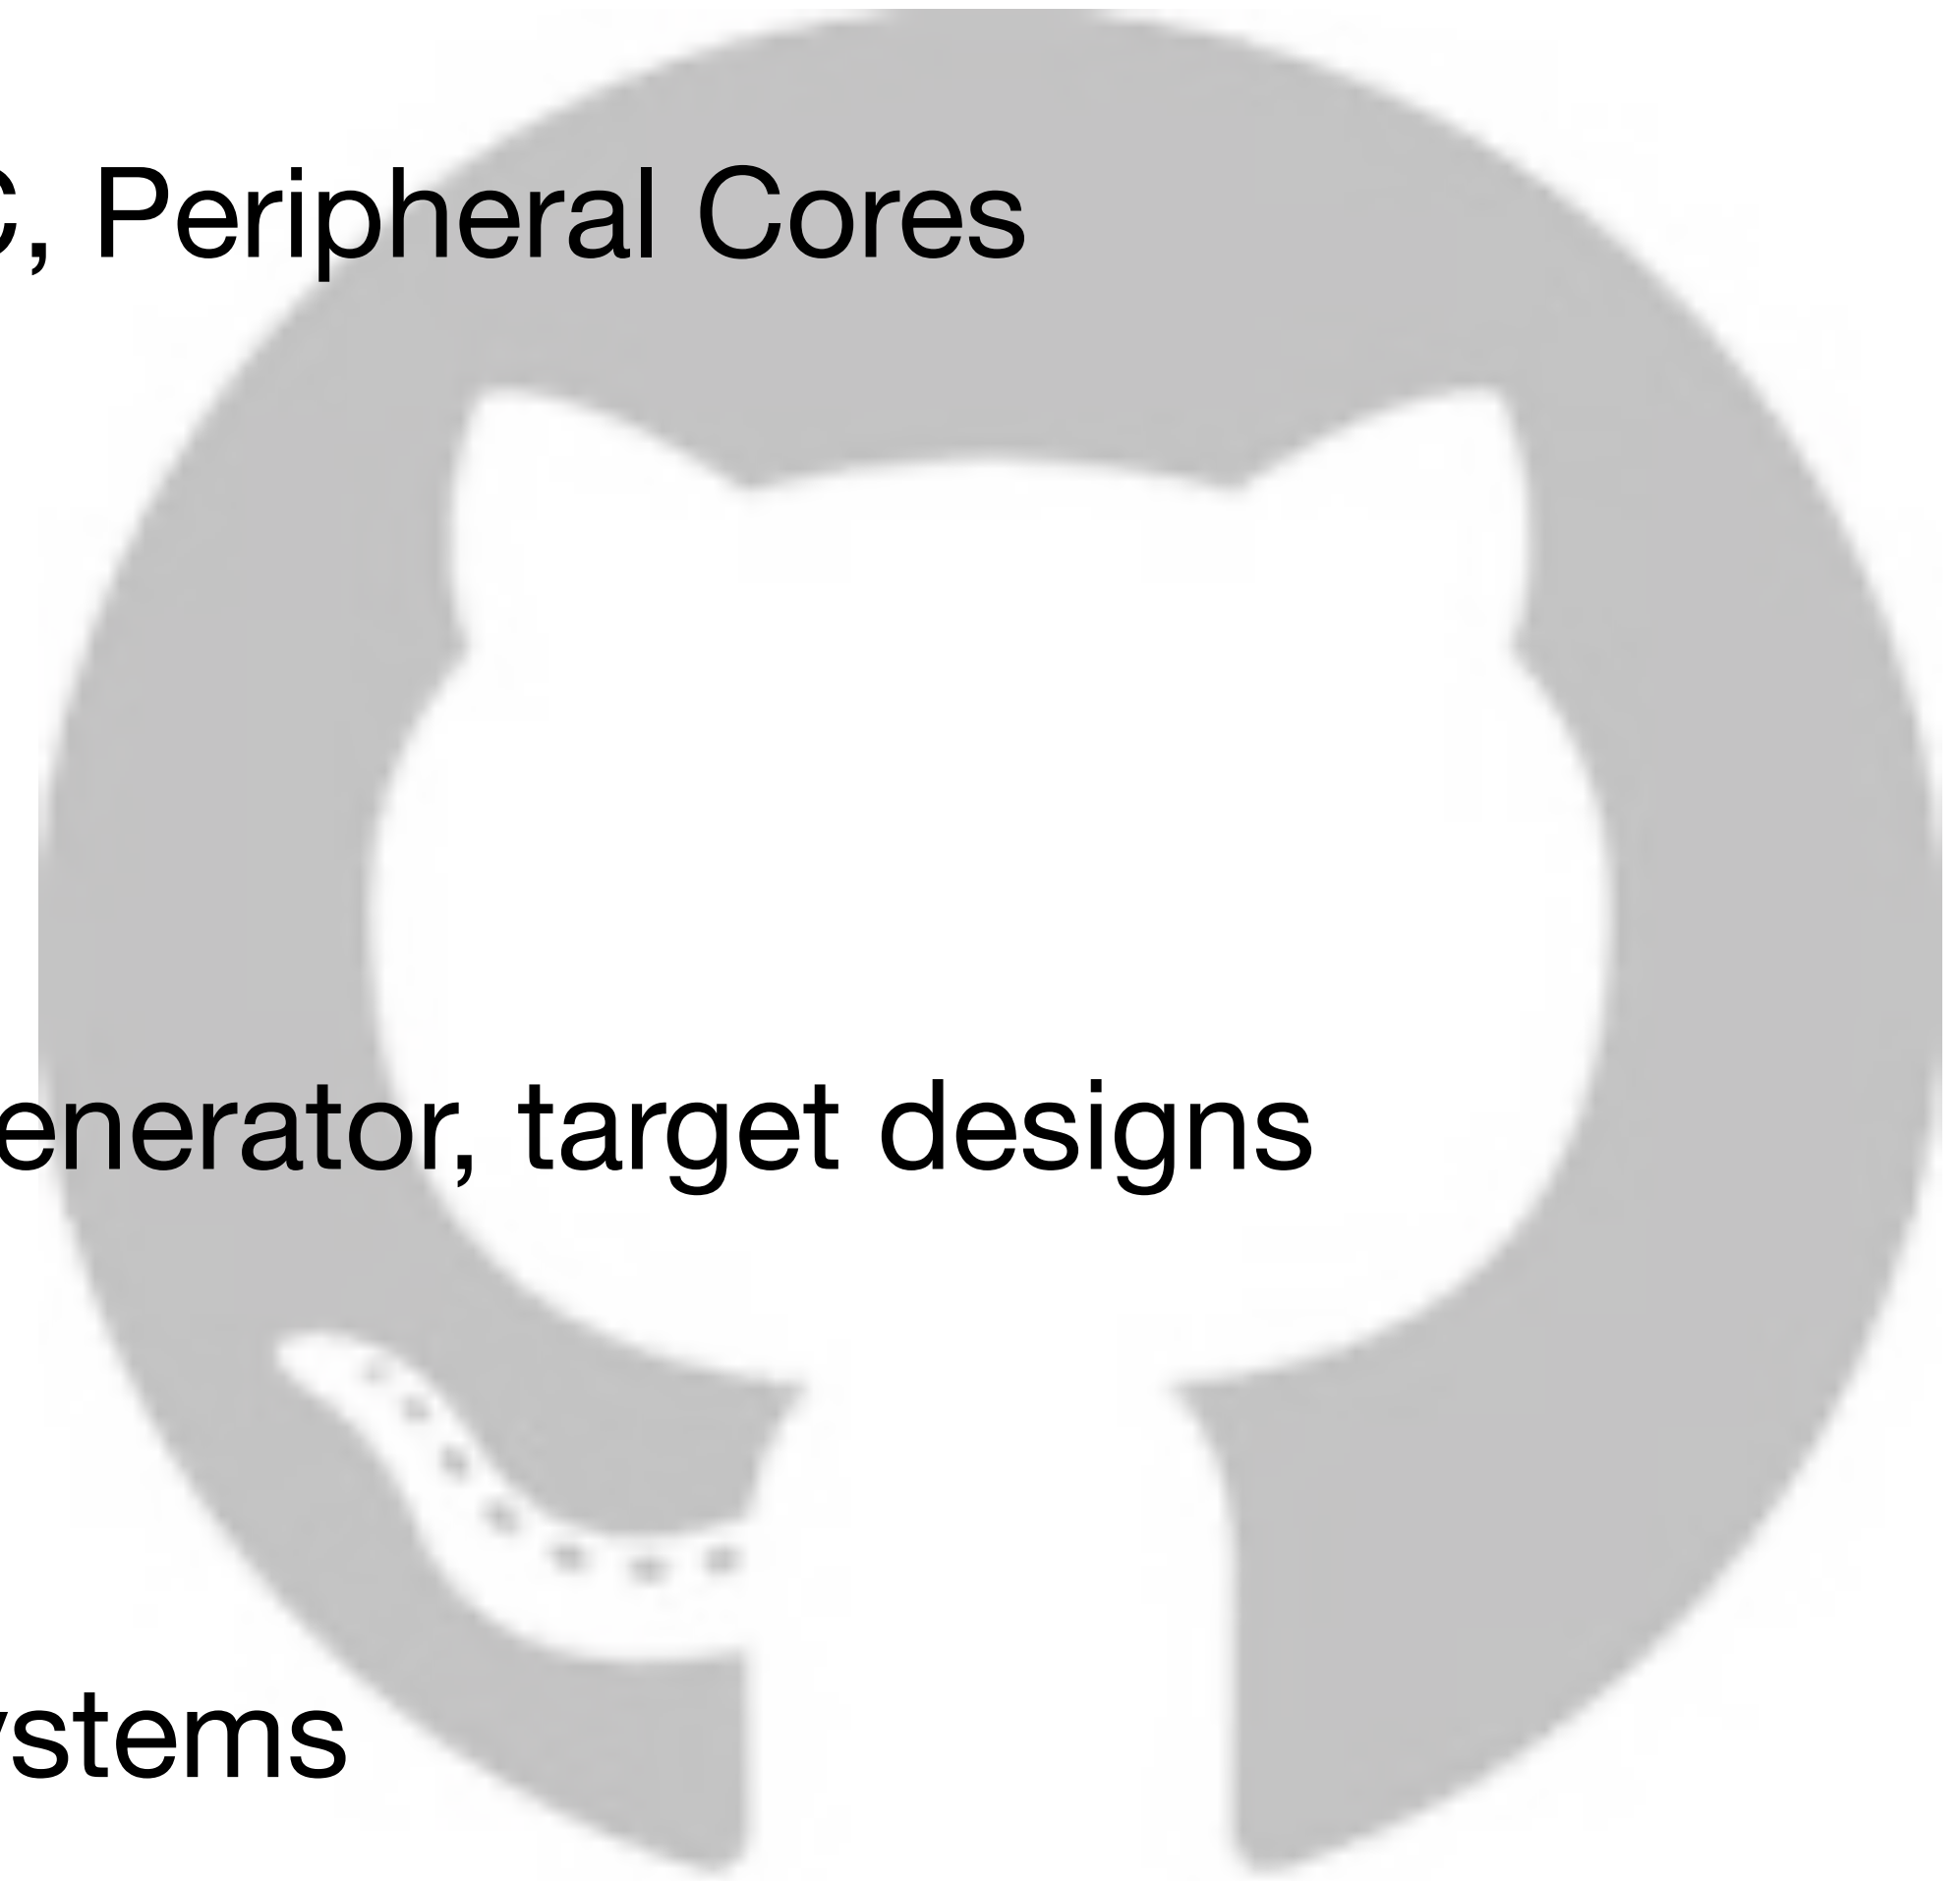 C, Peripheral Cores
enerator, target designs
ystems